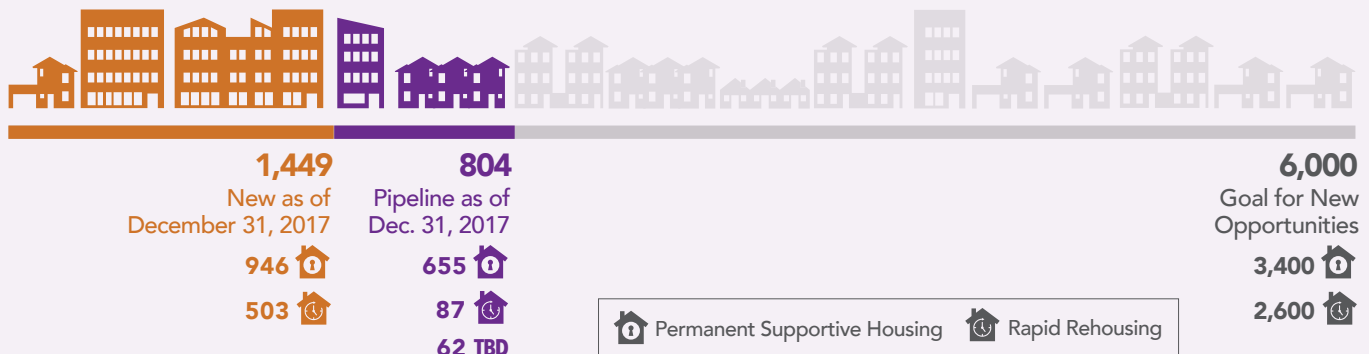 1,449
New as of
December 31, 2017
946
503
804
Pipeline as of
Dec. 31, 2017
655
87
62 TBD
6,000
Goal for New
Opportunities
3,400
2,600
Permanent Supportive Housing
Rapid Rehousing